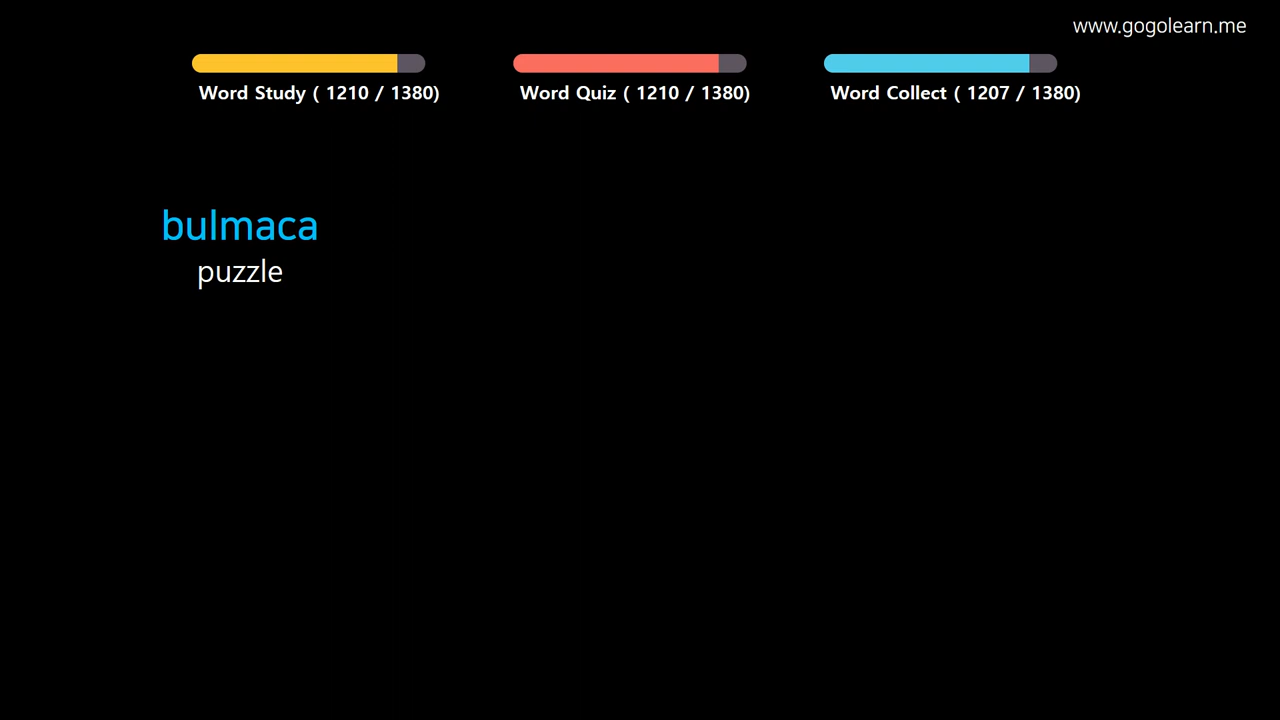 www.gogolearn.me
Word Study ( 1210 / 1380)
Word Quiz ( 1210 / 1380)
Word Collect ( 1207 / 1380)
bulmaca
puzzle